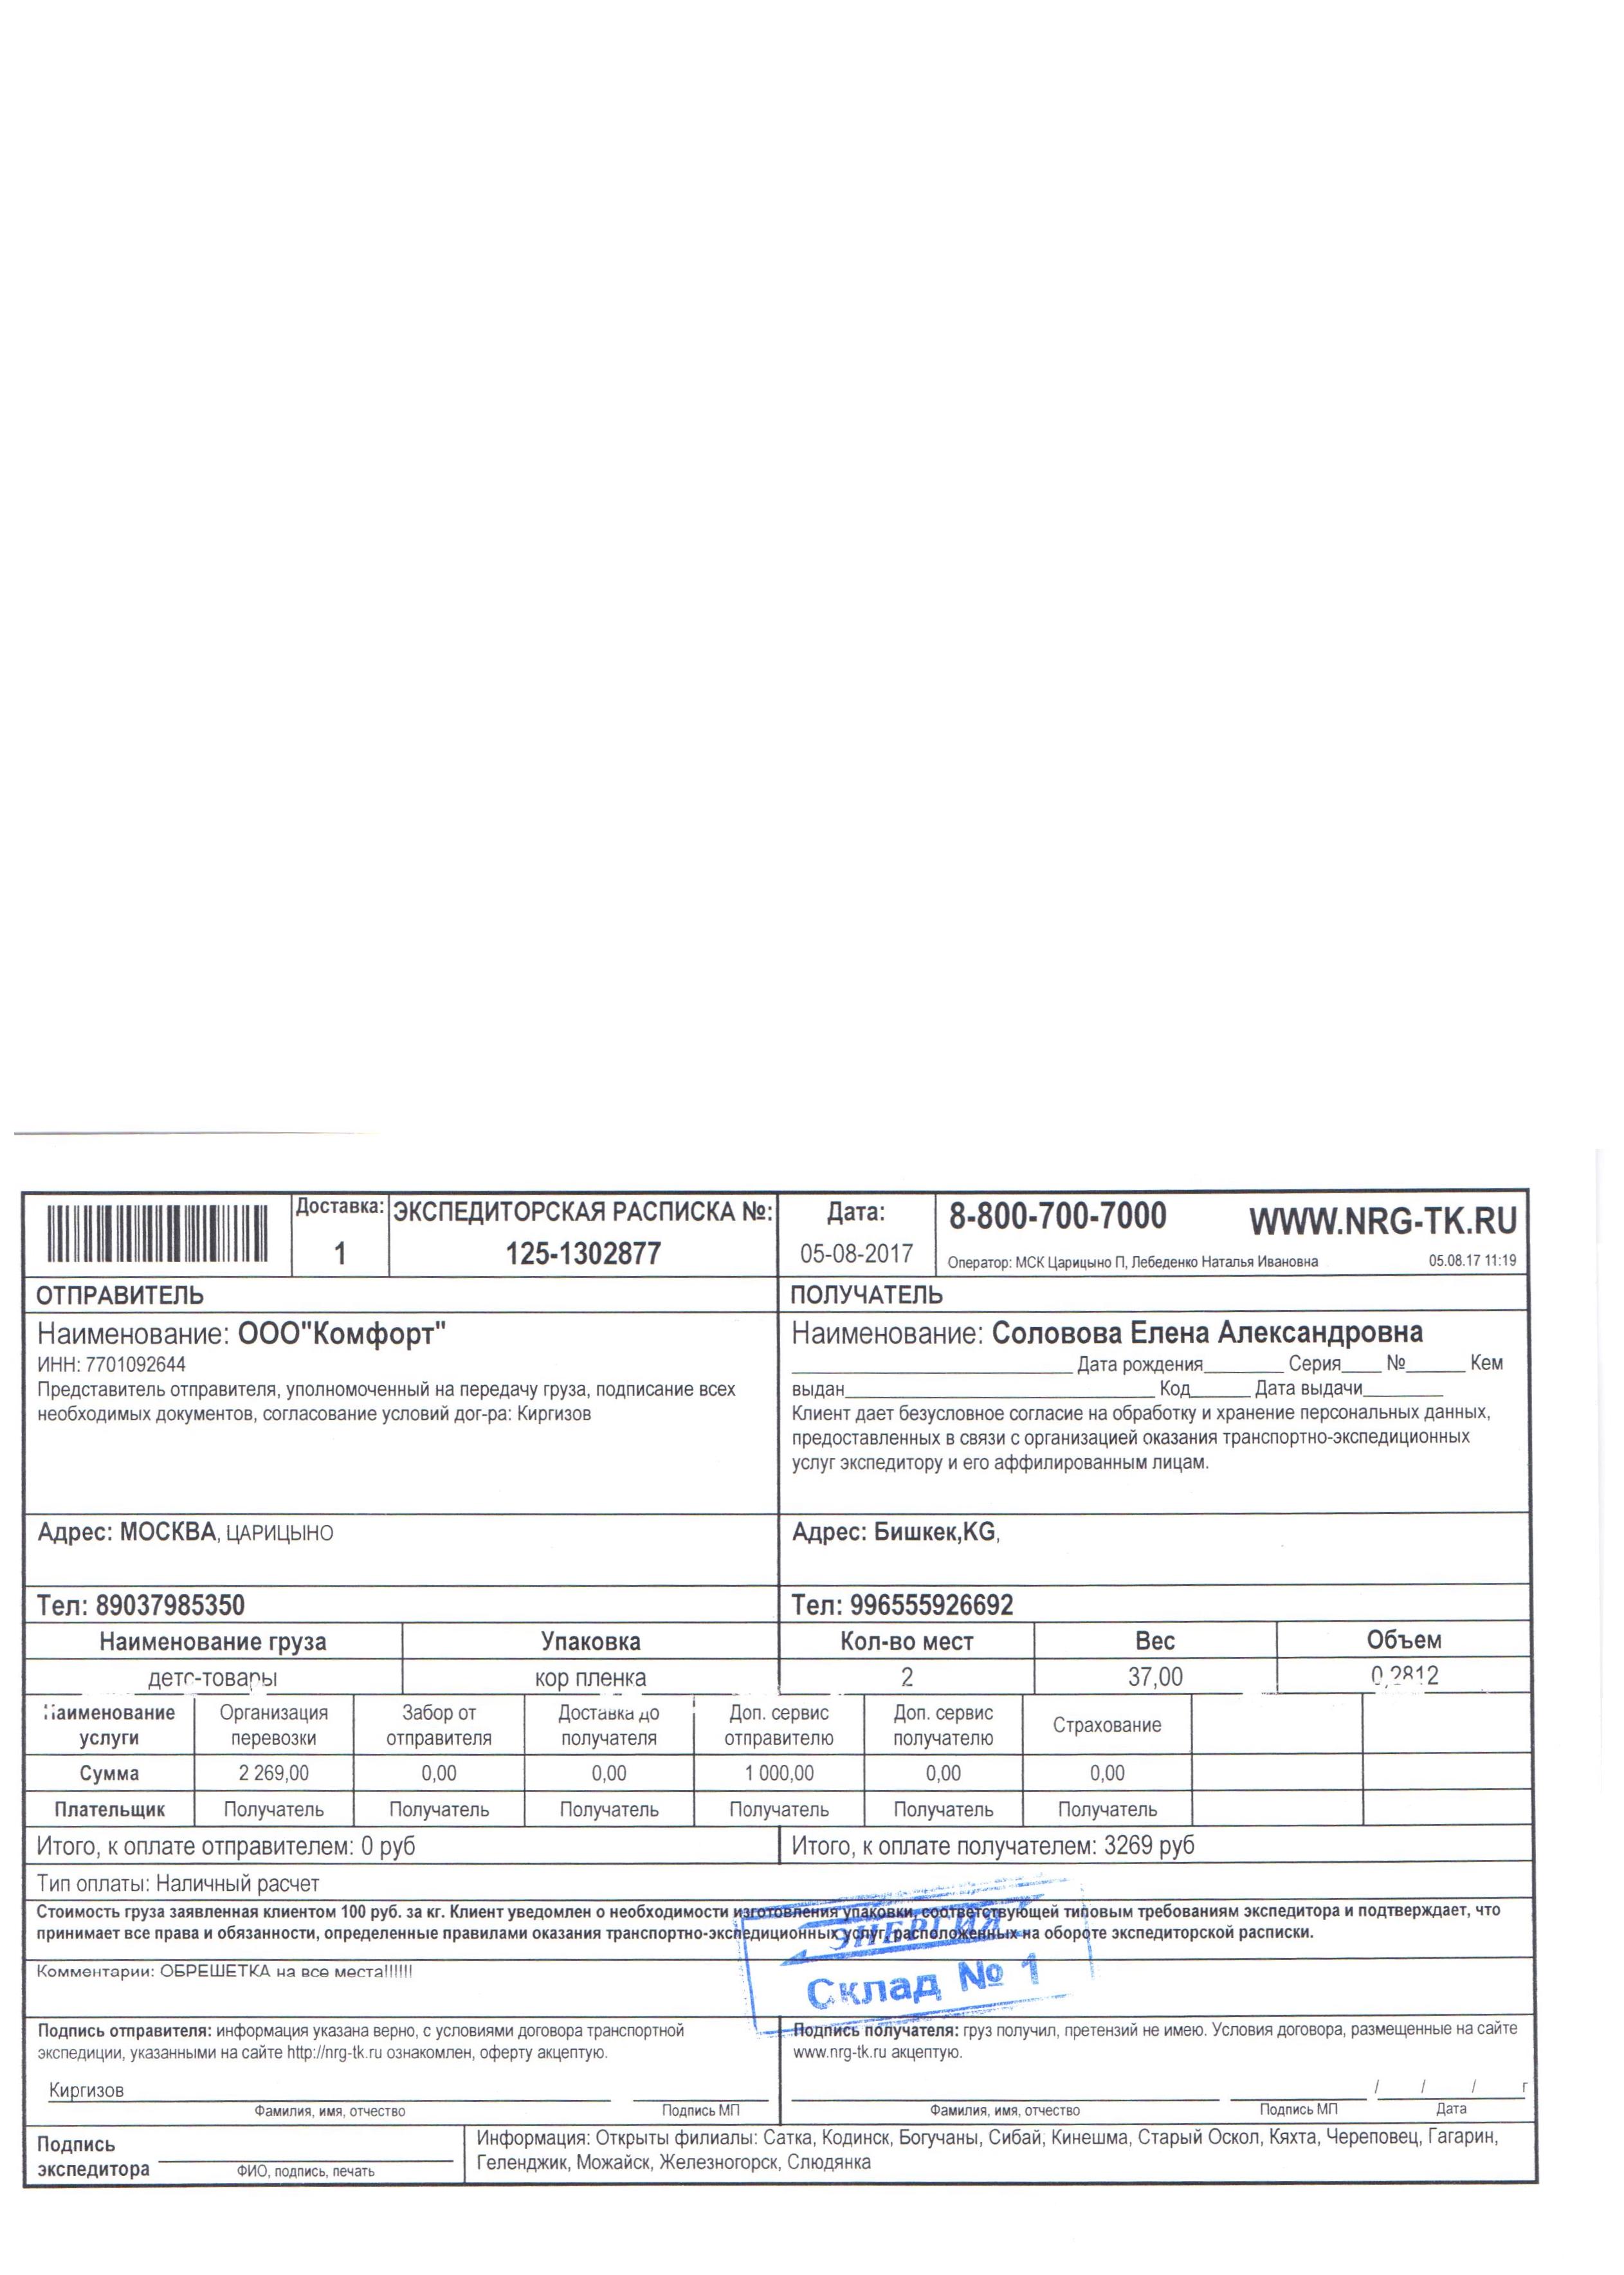 Доставка: ЭКСПЕДИТОРСКАЯ РАСПИСКА №: Дата: 8-800-700-7000 WWW.NRG-TK.RU
1 125-1302877 05-08-2017 Оператор: МСК Царицыно П, Лебеденко Наталья Ивановна 05.08.17 11:19
ОТПРАВИТЕЛЬ
Наименование: ООО"Комфорт"
ИНН: 7701092644
Представитель отправителя, уполномоченный на передачу груза, подписание всех
необходимых документов, согласование условий дог-ра: Киргизов
Адрес: МОСКВА, ЦАРИЦЫНО
Тел: 89037985350
ПОЛУЧАТЕЛЬ
Наименование: Соловова Елена Александровна
Дата рождения Серия № Кем
выдан Код Дата выдачи
Клиент дает безусловное согласие на обработку и хранение персональных данных,
предоставленных в связи с организацией оказания транспортно-экспедиционных
услуг экспедитору и его аффилированным лицам.
Адрес: Бишкек,KG,
Тел: 996555926692
Наименование груза Упаковка Кол-во мест Вес Объем
детс-товары кор пленка 2 37,00 0,2812
Наименование услуги Организация перевозки Забор от отправителя Доставка до получателя Доп. сервис отправителю Доп. сервис получателю Страхование
Сумма 2 269,00 0,00 0,00 1 000,00 0,00 0,00
Плательщик Получатель Получатель Получатель Получатель Получатель Получатель
Итого, к оплате отправителем: 0 руб Итого, к оплате получателем: 3269 руб
Тип оплаты: Наличный расчет
Стоимость груза заявленная клиентом 100 руб. за кг. Клиент уведомлен о необходимости изготовления упаковки, соответствующей типовым требованиям экспедитора и подтверждает, что
принимает все права и обязанности, определенные правилами оказания транспортно-экспедиционных услуг, расположенных на обороте экспедиторской расписки.
ЭНЕРГИЯ
Склад № 1
Комментарии: ОБРЕШЕТКА на все места!!!!!!
Подпись отправителя: информация указана верно, с условиями договора транспортной
экспедиции, указанными на сайте http://nrg-tk.ru ознакомлен, оферту акцептую.
Киргизов
Фамилия, имя, отчество Подпись МП
Подпись получателя: груз получил, претензий не имею. Условия договора, размещенные на сайте
www.nrg-tk.ru акцептую.
/ / / г
Фамилия, имя, отчество Подпись МП Дата
Подпись
экспедитора
ФИО, подпись, печать
Информация: Открыты филиалы: Сатка, Кодинск, Богучаны, Сибай, Кинешма, Старый Оскол, Кяхта, Череповец, Гагарин,
Геленджик, Можайск, Железногорск, Слюдянка